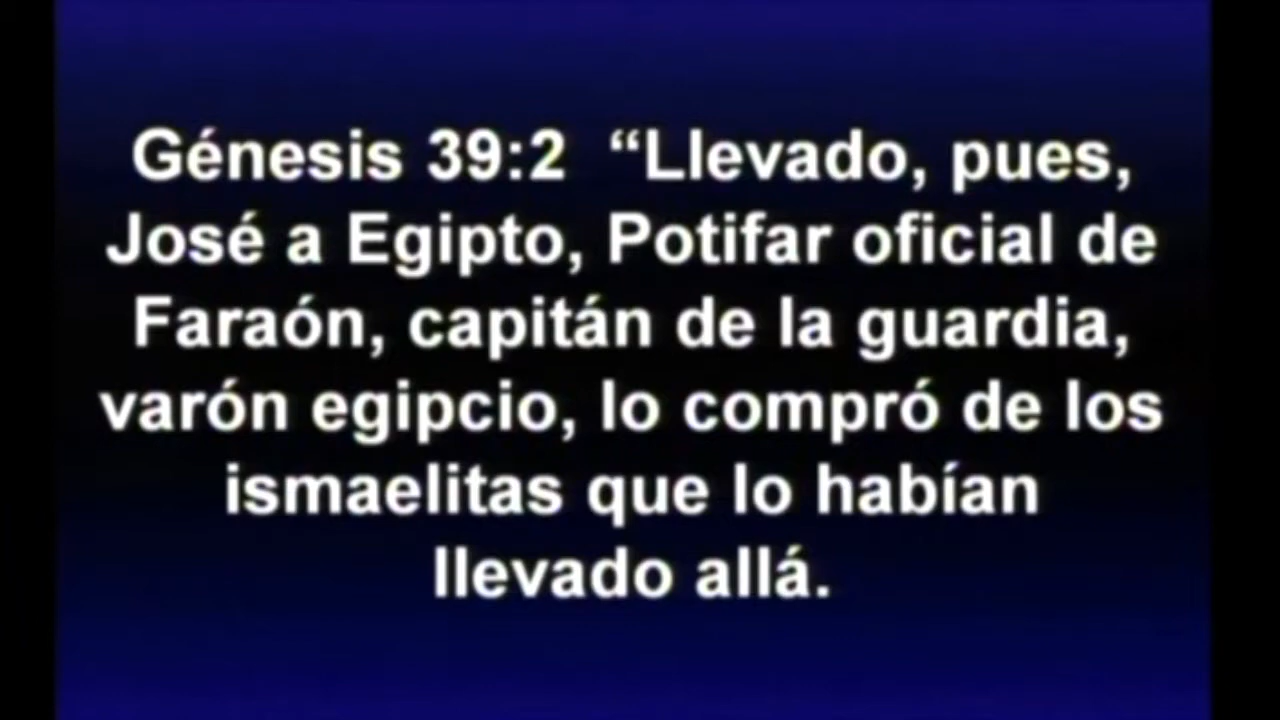 Génesis 39:2  “Llevado, pues,
José a Egipto, Potifar oficial de
Faraón, capitán de la guardia,
varón egipcio, lo compró de los
ismaelitas que lo habían
llevado allá.